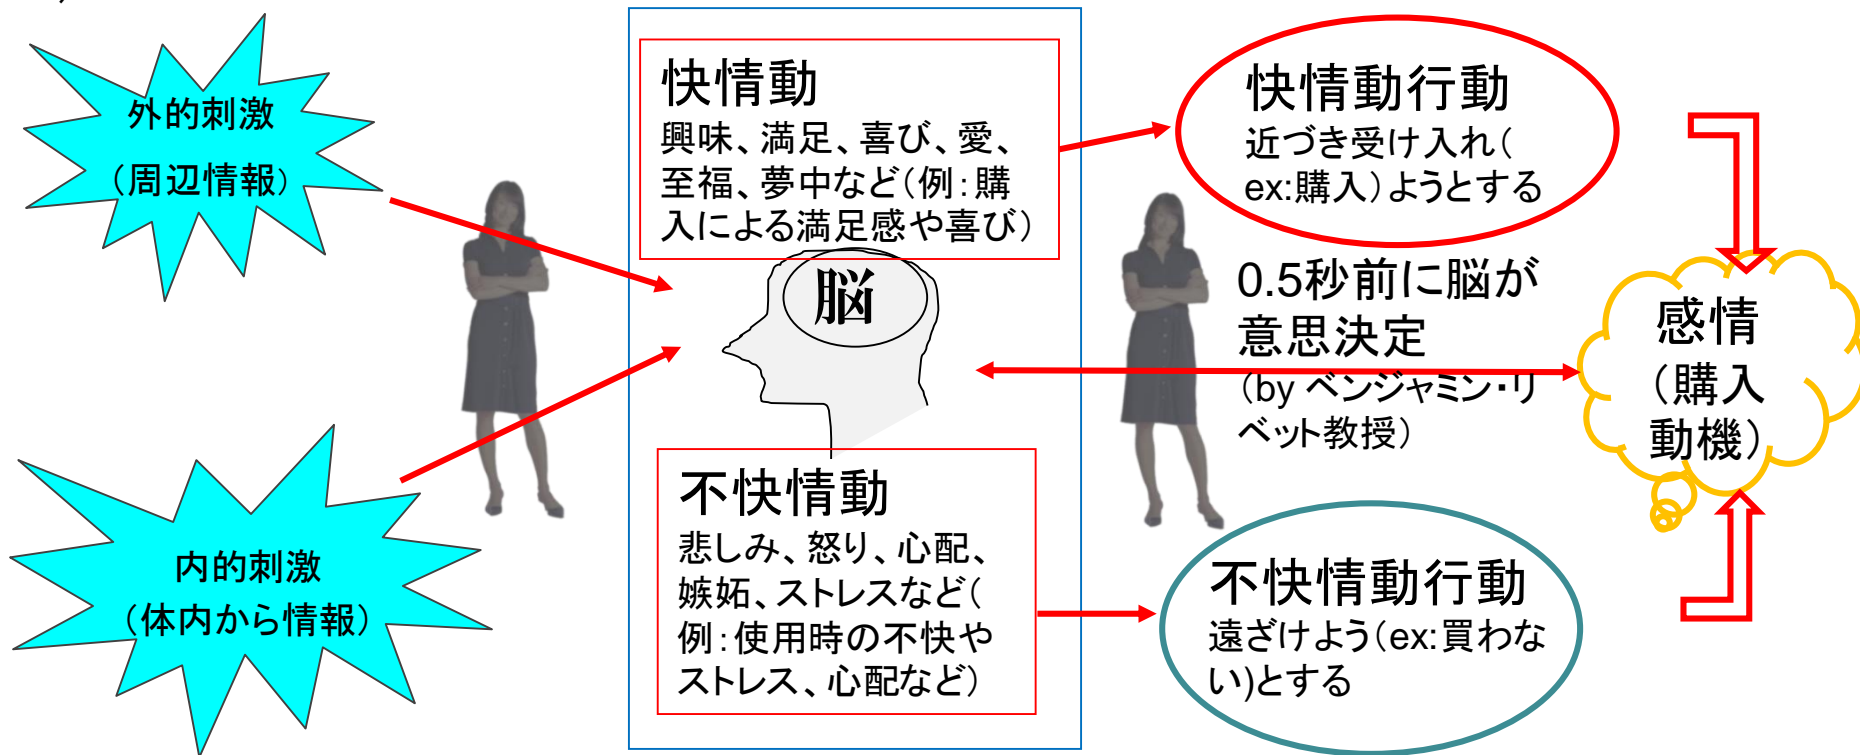 外的刺激
（周辺情報）
内的刺激
（体内から情報）
快情動
興味、満足、喜び、愛、
至福、夢中など（例：購
入による満足感や喜び）
脳
不快情動
悲しみ、怒り、心配、
嫉妬、ストレスなど（
例：使用時の不快や
ストレス、心配など）
快情動行動
近づき受け入れ（
ex:購入）ようとする
0.5秒前に脳が
意思決定
（by ベンジャミン・リ
ベット教授）
不快情動行動
遠ざけよう（ex:買わな
い)とする
感情
（購入
動機）